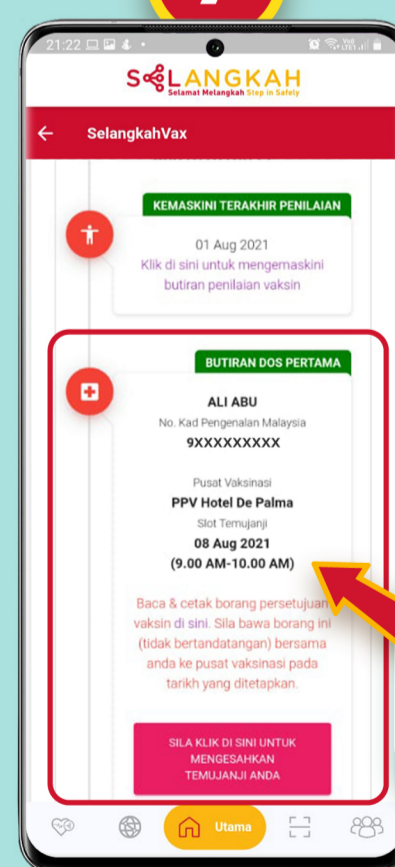 21:22
SELANGKAH
Selamat Melangkah Step in Safely
SelangkahVax
KEMASKINI TERAKHIR PENILAIAN
01 Aug 2021
Klik di sini untuk mengemaskini
butiran penilaian vaksin
BUTIRAN DOS PERTAMA
ALI ABU
No. Kad Pengenalan Malaysia
9XXXXXXXXX
Pusat Vaksinasi
PPV Hotel De Palma
Slot Temujanji
08 Aug 2021
(9.00 AM-10.00 AM)
Baca & cetak borang persetujuan
vaksin di sini. Sila bawa borang ini
(tidak bertandatangan) bersama
anda ke pusat vaksinasi pada
tarikh yang ditetapkan.
SILA KLIK DI SINI UNTUK
MENGESAHKAN
TEMUJANJI ANDA
Utama